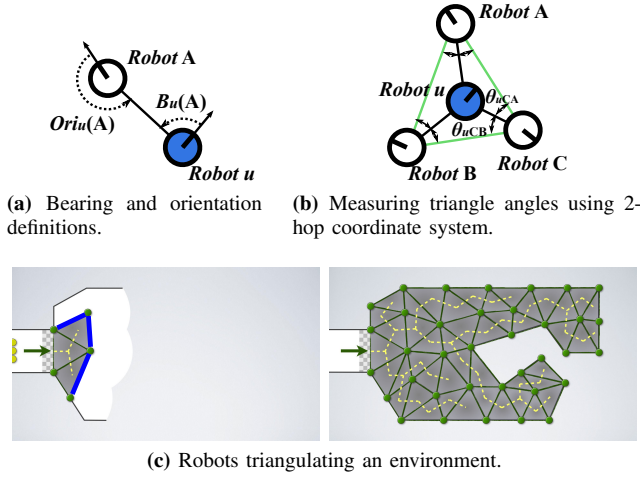 Robot A
Oriu(A)
Bu(A)
Robot u
Robot A
Robot u
θuCA
θuCB
Robot B
Robot C
(a) Bearing and orientation
definitions.
(b) Measuring triangle angles using 2-
hop coordinate system.
(c) Robots triangulating an environment.